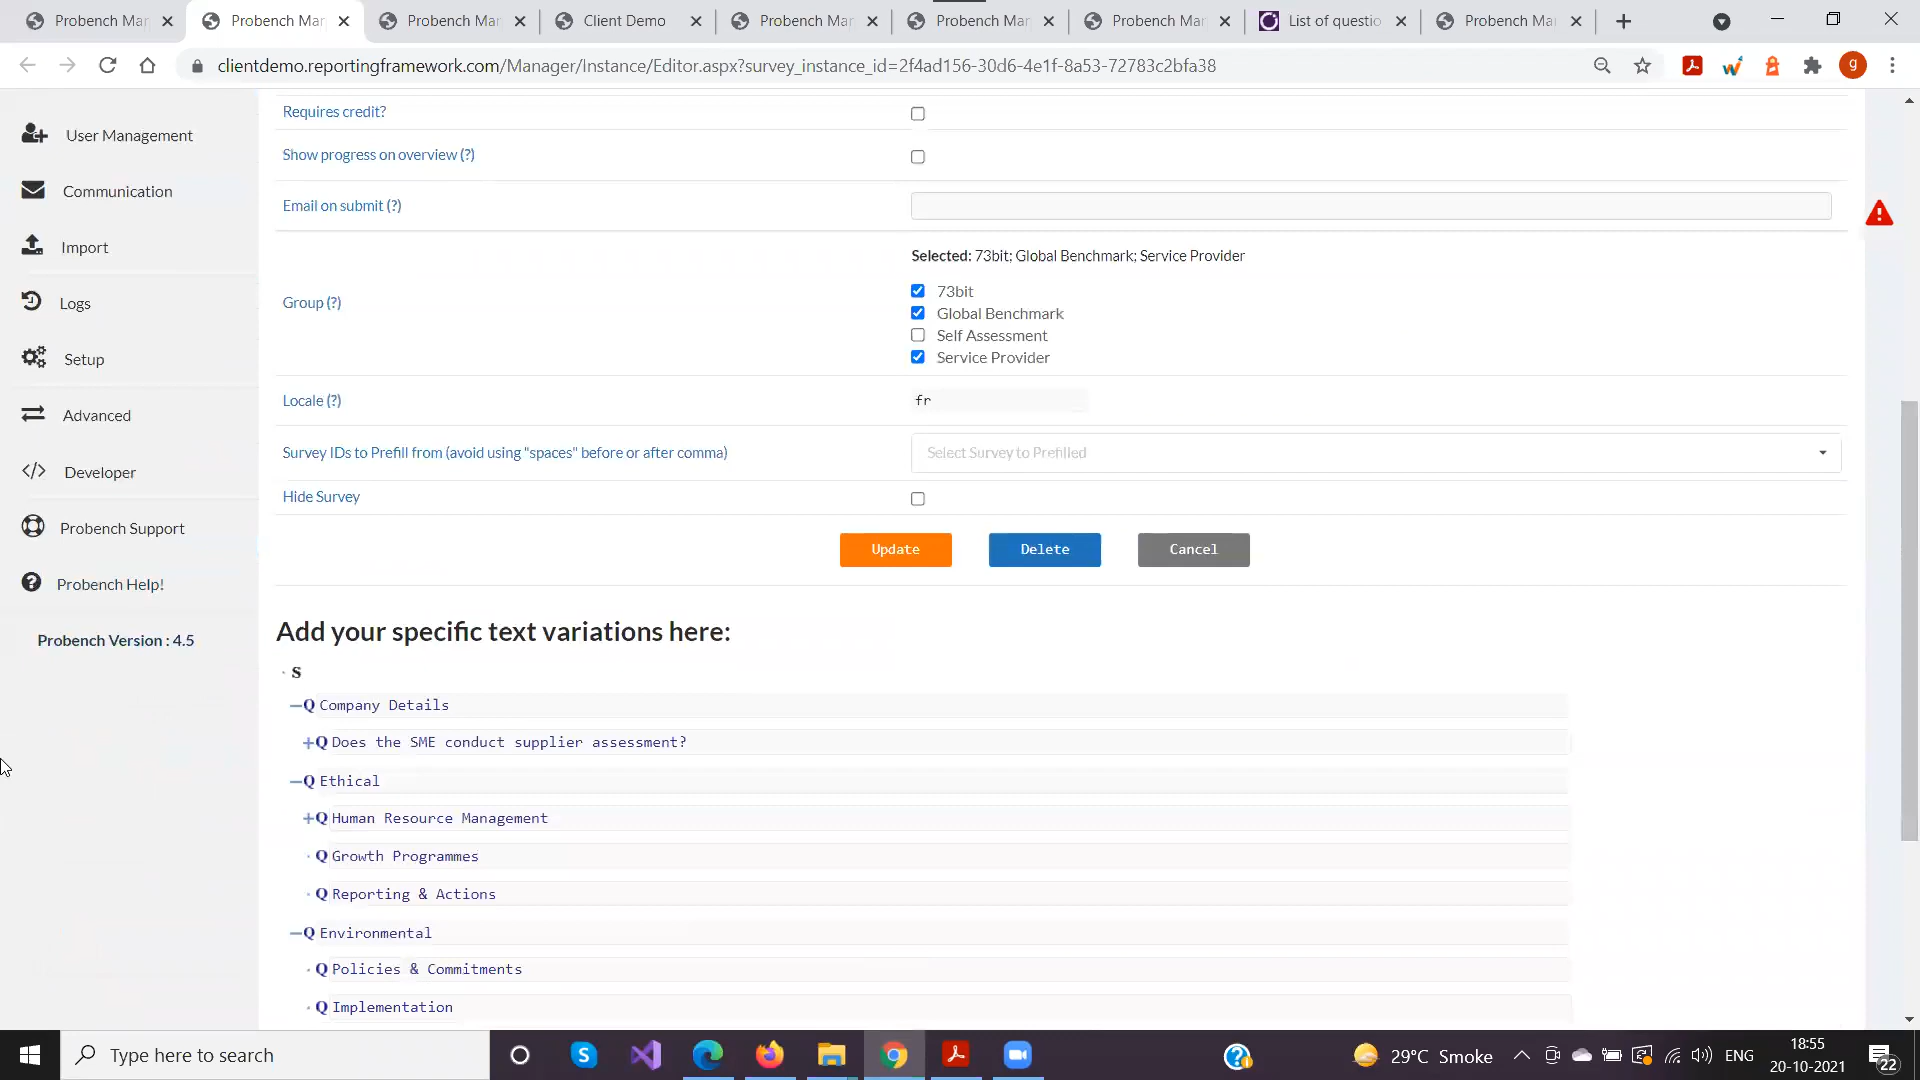 Probench Mar
Probench Mar
Probench Mar
Client Demo
Probench Mar
Probench Mar
Probench Mar
List of questio
Probench Mar
clientdemo.reportingframework.com/Manager/Instance/Editor.aspx?survey_instance_id=2f4ad156-30d6-4e1f-8a53-72783c2bfa38
g
User Management
Communication
Import
Logs
Setup
Advanced
Developer
Probench Support
Probench Help!
Probench Version : 4.5
Requires credit?
Show progress on overview (?)
Email on submit (?)
Selected: 73bit; Global Benchmark; Service Provider
Group (?)
73bit
Global Benchmark
Self Assessment
Service Provider
Locale (?)
fr
Survey IDs to Prefill from (avoid using "spaces" before or after comma)
Select Survey to Prefilled
Hide Survey
Update
Delete
Cancel
Add your specific text variations here:
S
Q Company Details
Q Does the SME conduct supplier assessment?
Q Ethical
Q Human Resource Management
Q Growth Programmes
Q Reporting & Actions
Q Environmental
Q Policies & Commitments
Q Implementation
Type here to search
29°C Smoke
ENG
18:55
20-10-2021
22